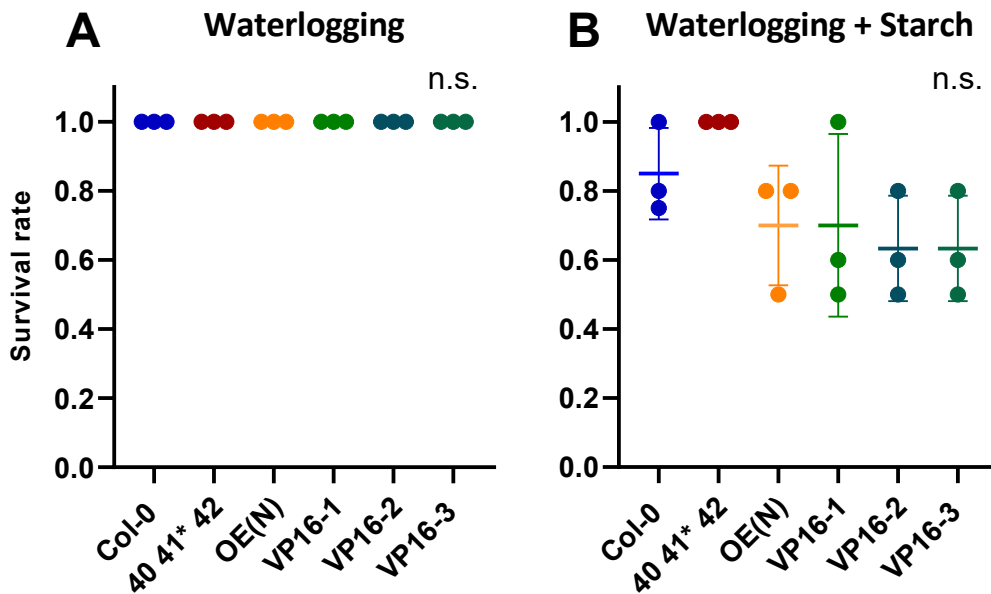 A Waterlogging
n.s.
Survival rate
1.0
0.8
0.6
0.4
0.2
0.0
Col-0
40 41* 42
OE(N)
VP16-1
VP16-2
VP16-3
B Waterlogging + Starch
n.s.
1.0
0.8
0.6
0.4
0.2
0.0
Col-0
40 41* 42
OE(N)
VP16-1
VP16-2
VP16-3